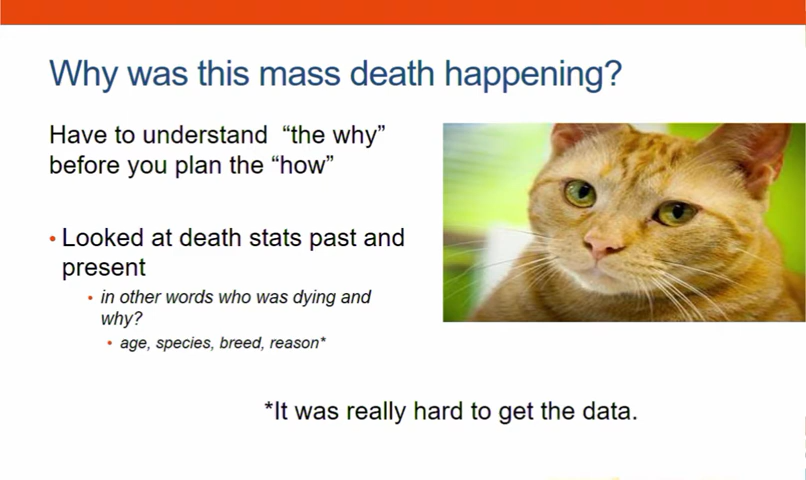 Why was this mass death happening?
Have to understand “the why”
before you plan the “how”
• Looked at death stats past and
present
• in other words who was dying and
why?
• age, species, breed, reason*
*It was really hard to get the data.